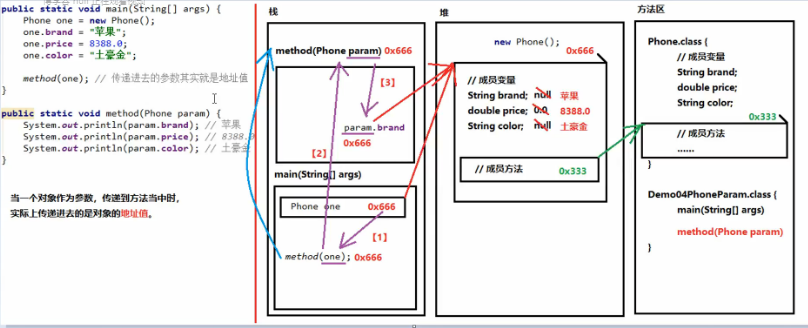 public static void main(String[] args) {
Phone one = new Phone();
one.brand = "苹果";
one.price = 8388.0;
one.color = "土豪金";
method(one); // 传递进去的参数其实就是地址值
}
public static void method(Phone param) {
System.out.println(param.brand); // 苹果
System.out.println(param.price); // 8388.0
System.out.println(param.color); // 土豪金
}
当一个对象作为参数，传递到方法当中时，
实际上传递进去的是对象的地址值。
栈
method(Phone param) 0x666
【3】
param.brand
0x666
【2】
main(String[] args)
Phone one 0x666
【1】
method(one); 0x666
堆
new Phone();
0x666
// 成员变量
String brand; null 苹果
double price; 0.0 8388.0
String color; null 土豪金
// 成员方法 0x333
方法区
Phone.class {
// 成员变量
String brand;
double price;
String color;
0x333
// 成员方法
......
}
Demo04PhoneParam.class {
main(String[] args)
method(Phone param)
}